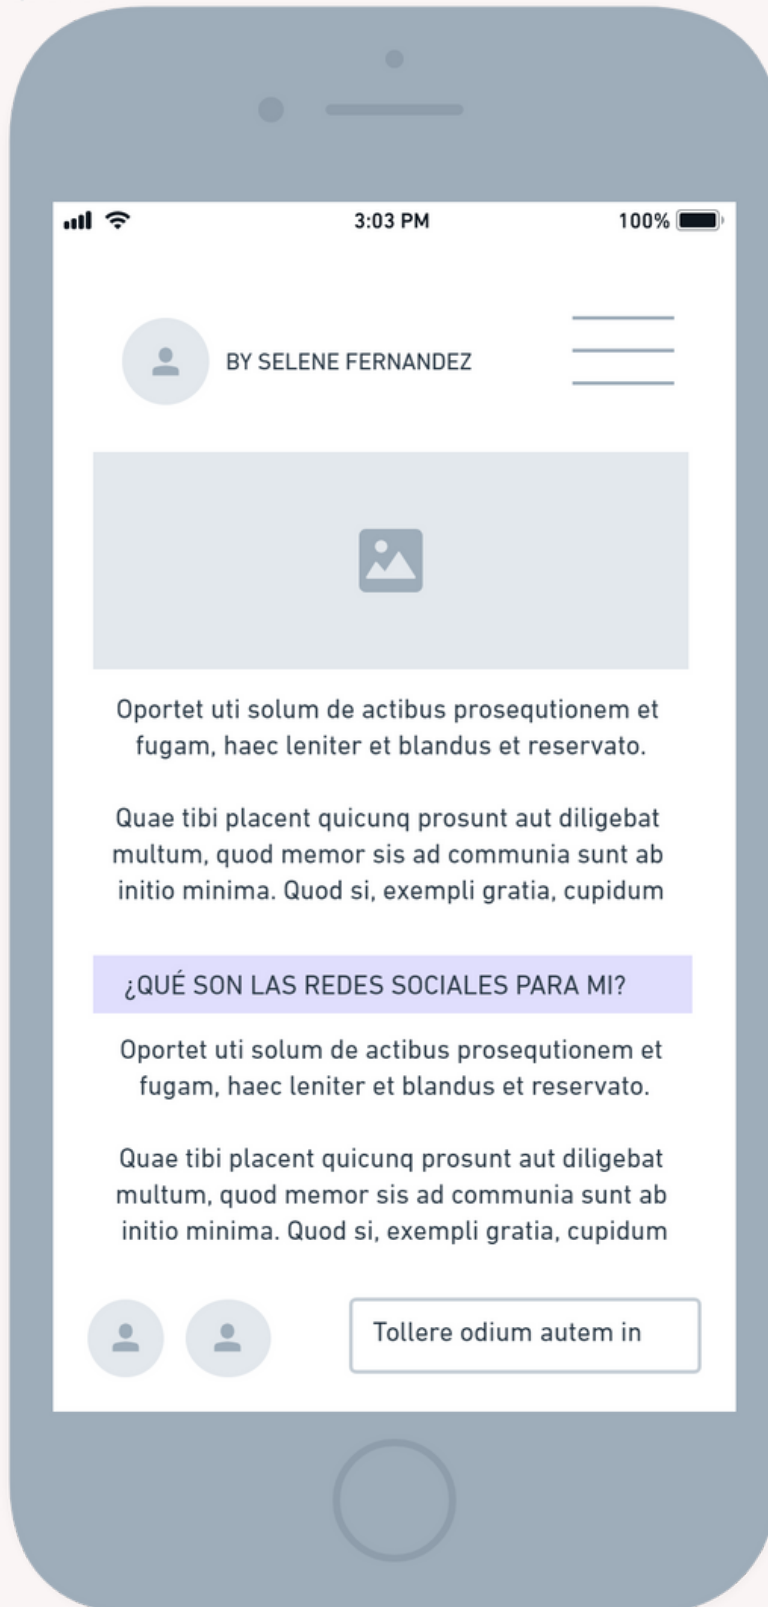 3:03 PM
100%
BY SELENE FERNANDEZ
Oportet uti solum de actibus prosequtionem et
fugam, haec leniter et blandus et reservato.
Quae tibi placent quicunq prosunt aut diligebat
multum, quod memor sis ad communia sunt ab
initio minima. Quod si, exempli gratia, cupidum
¿QUÉ SON LAS REDES SOCIALES PARA MI?
Oportet uti solum de actibus prosequtionem et
fugam, haec leniter et blandus et reservato.
Quae tibi placent quicunq prosunt aut diligebat
multum, quod memor sis ad communia sunt ab
initio minima. Quod si, exempli gratia, cupidum
Tollere odium autem in